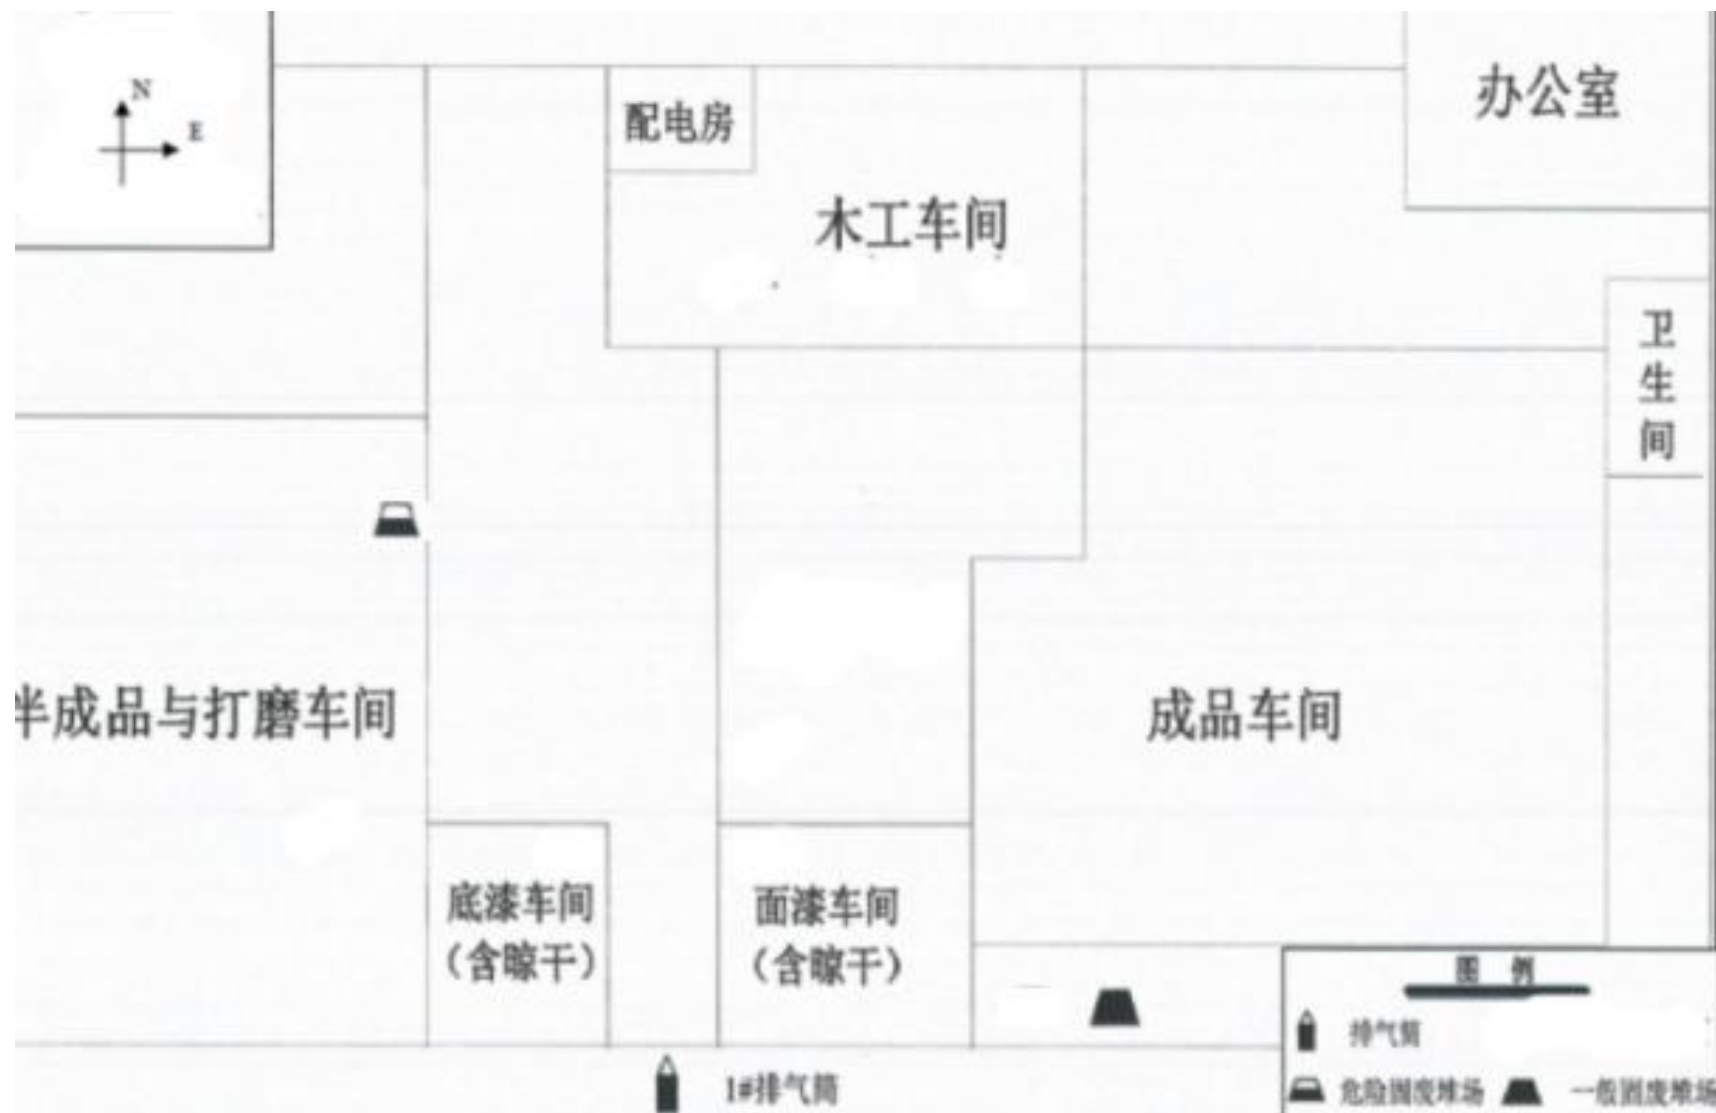 N
E
配电房
办公室
木工车间
卫生间
半成品与打磨车间
成品车间
底漆车间
(含晾干)
面漆车间
(含晾干)
图 例
排气筒
1#排气筒
危险固废堆场
一般固废堆场